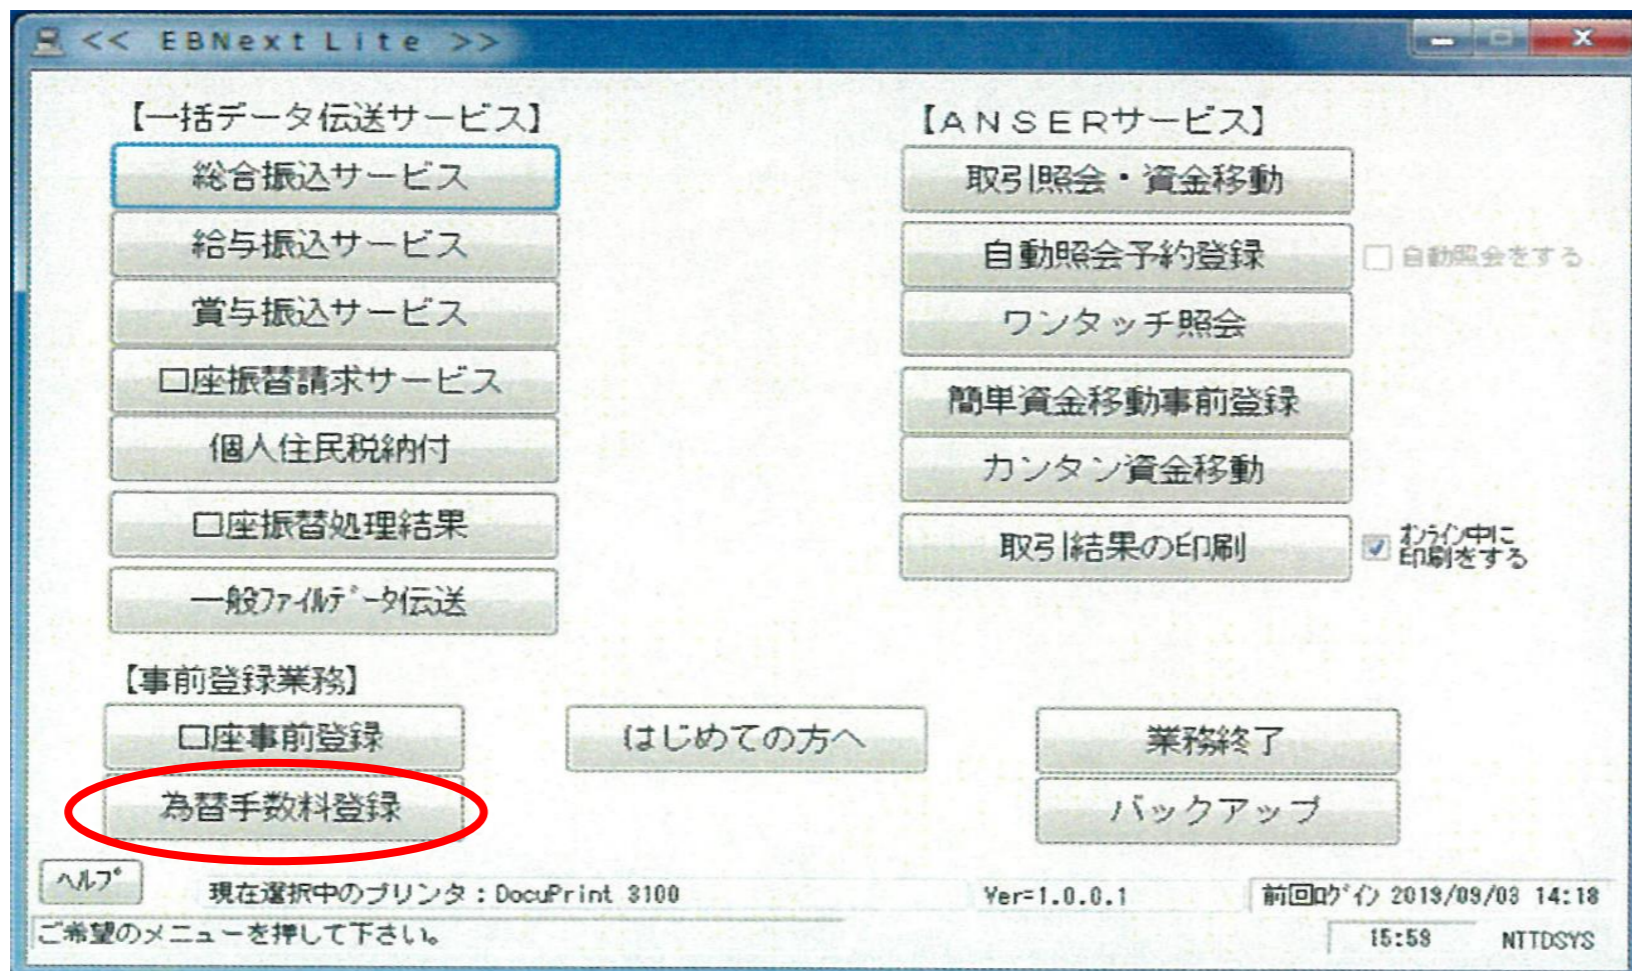 << EBNext Lite >>
【一括データ伝送サービス】
総合振込サービス
給与振込サービス
賞与振込サービス
口座振替請求サービス
個人住民税納付
口座振替処理結果
一般ファイルデータ伝送
【ANSERサービス】
取引照会・資金移動
自動照会予約登録
自動照会をする
ワンタッチ照会
簡単資金移動事前登録
カンタン資金移動
取引結果の印刷
オンライン中に
印刷をする
【事前登録業務】
口座事前登録
為替手数料登録
はじめての方へ
業務終了
バックアップ
ヘルプ
現在選択中のプリンタ:DocuPrint 3100
Ver=1.0.0.1
前回ログイン 2019/09/03 14:18
ご希望のメニューを押して下さい。
15:59
NTTDSYS